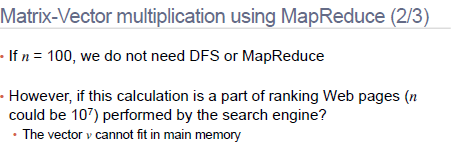 Matrix-Vector multiplication using MapReduce (2/3)
• If n = 100, we do not need DFS or MapReduce
• However, if this calculation is a part of ranking Web pages (n
could be 10⁷) performed by the search engine?
• The vector v cannot fit in main memory